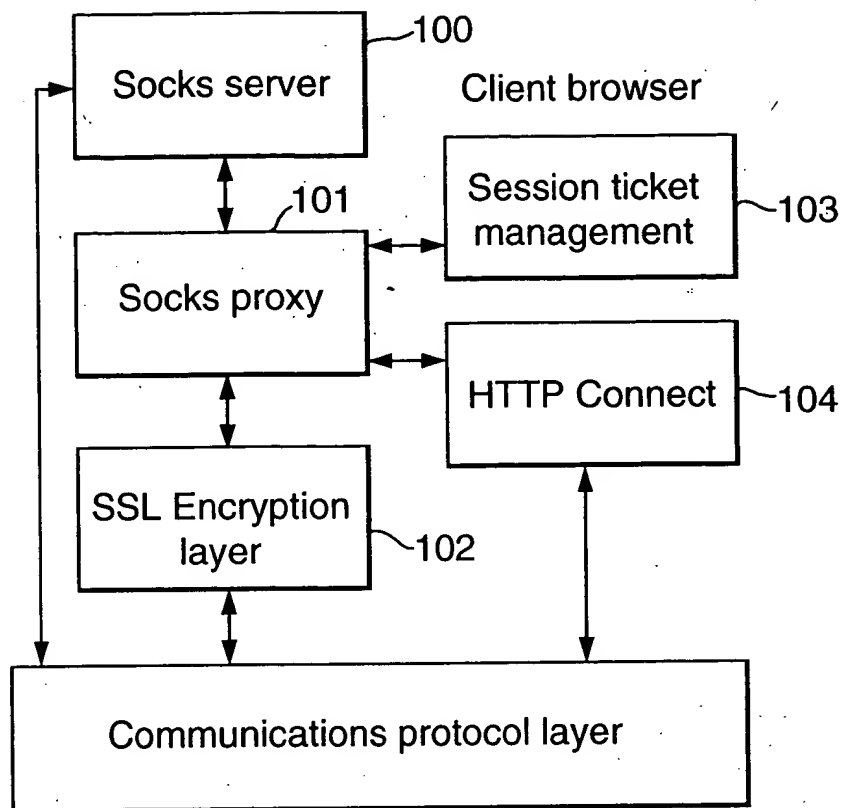 100
Socks server
Client browser
101
Session ticket
management
103
Socks proxy
HTTP Connect
104
SSL Encryption
layer
102
Communications protocol layer